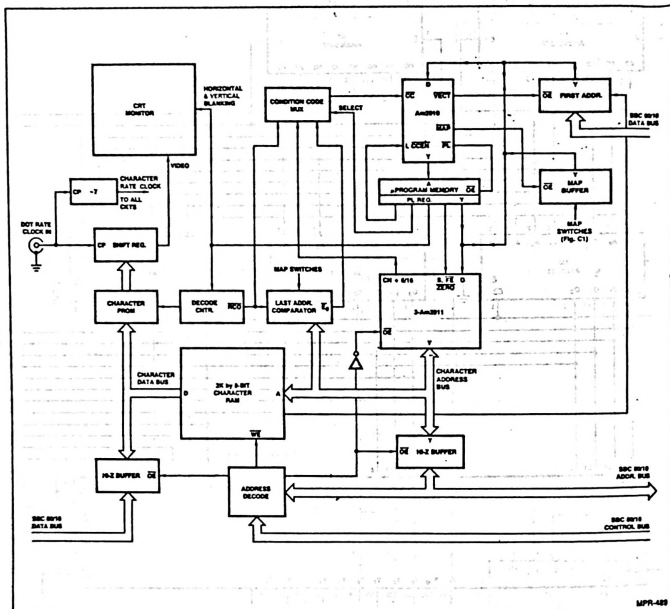 CRT
MONITOR
HORIZONTAL
& VERTICAL
BLANKING
CONDITION CODE
MUX
SELECT
D
CC
VECT
Am2910
MAP
PL
Y
Y
OE
FIRST ADDR.
SBC 80/10
DATA BUS
VIDEO
CP ÷7
CHARACTER
RATE CLOCK
TO ALL
CKTS
DOT RATE
CLOCK IN
CP SHIFT REG.
A
µPROGRAM MEMORY OE
PL REG. Y
Y
OE
MAP
BUFFER
MAP
SWITCHES
(Fig. C1)
MAP SWITCHES
CHARACTER
PROM
DECODE
CNTR.
RCO
LAST ADDR.
COMPARATOR
ZERO
D
3-Am2911
OE
Y
CHARACTER
DATA BUS
D
2K by 8-BIT
CHARACTER
RAM
A
WE
CHARACTER
ADDRESS
BUS
HI-Z BUFFER OE
ADDRESS
DECODE
Y
OE HI-Z BUFFER
SBC 80/10
ADDR. BUS
SBC 80/10
DATA BUS
SBC 80/10
CONTROL BUS
MPR-489